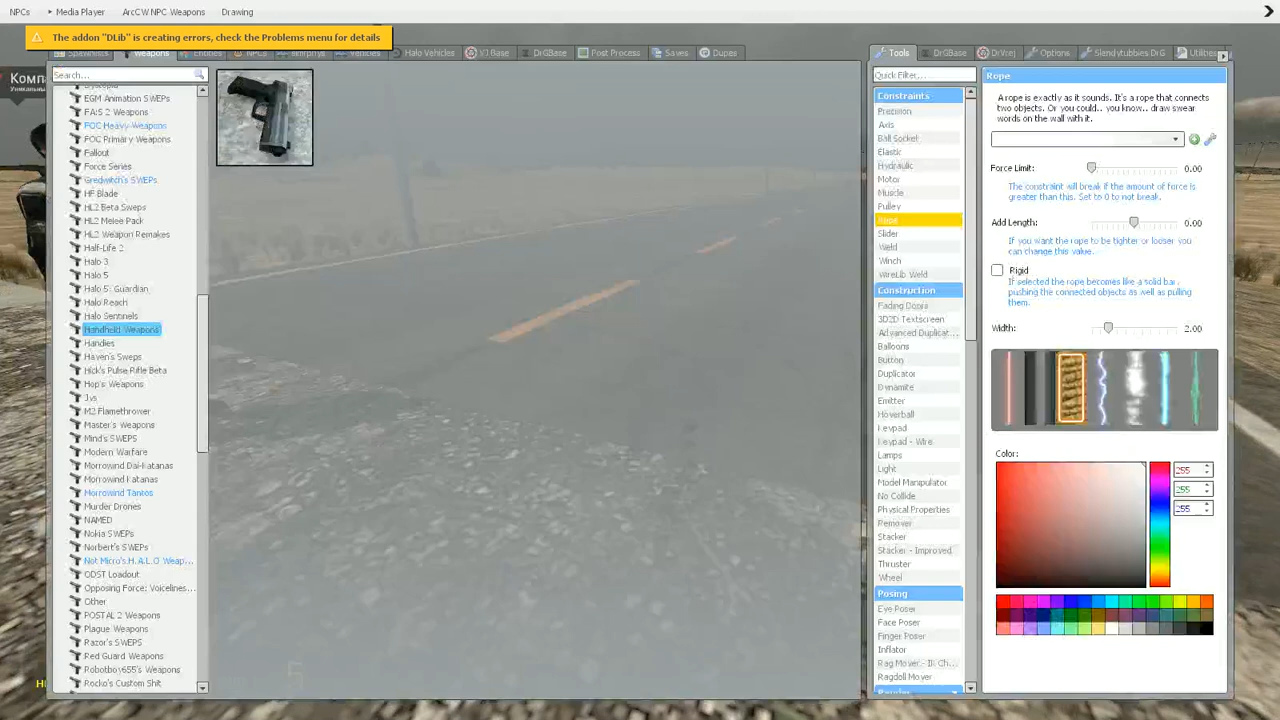 NPCs
Media Player
ArcCW NPC Weapons
Drawing
The addon "DLib" is creating errors, check the Problems menu for details
Weapons
NPCs
Halo Vehicles
VJ Base
DrGBase
Post Process
Saves
Dupes
Search...
EGM Animation SWEPs
FA:S 2 Weapons
FOC Heavy Weapons
FOC Primary Weapons
Fallout
Force Series
Gredwitch's SWEPs
HF Blade
HL2 Beta Sweps
HL2 Melee Pack
HL2 Weapon Remakes
Half-Life 2
Halo 3
Halo 5
Halo 5: Guardian
Halo Reach
Halo Sentinels
Handheld Weapons
Handies
Haven's Sweps
Hick's Pulse Rifle Beta
Hop's Weapons
Jvs
M2 Flamethrower
Master's Weapons
Mind's SWEPS
Modern Warfare
Morrowind Dai-Katanas
Morrowind Katanas
Morrowind Tantos
Murder Drones
NAMED
Nokia SWEPs
Norbert's SWEPs
Not Micro's H.A.L.O Weap...
ODST Loadout
Opposing Force: Voicelines...
Other
POSTAL 2 Weapons
Plague Weapons
Razor's SWEPS
Red Guard Weapons
Robotboy655's Weapons
Rocko's Custom Shit
Tools
DrGBase
DrVrej
Options
Slendytubbies DrG
Utilities
Quick Filter...
Constraints
Precision
Axis
Ball Socket
Elastic
Hydraulic
Motor
Muscle
Pulley
Rope
Slider
Weld
Winch
WireLib Weld
Construction
Fading Doors
3D2D Textscreen
Advanced Duplicat...
Balloons
Button
Duplicator
Dynamite
Emitter
Hoverball
Keypad
Keypad - Wire
Lamps
Light
Model Manipulator
No Collide
Physical Properties
Remover
Stacker
Stacker - Improved
Thruster
Wheel
Posing
Eye Poser
Face Poser
Finger Poser
Inflator
Rag Mover - IK Ch...
Ragdoll Mover
Render
Rope
A rope is exactly as it sounds. It's a rope that connects
two objects. Or you could.. you know.. draw swear
words on the wall with it.
Force Limit:
0.00
The constraint will break if the amount of force is
greater than this. Set to 0 to not break.
Add Length:
0.00
If you want the rope to be tighter or looser you
can change this value.
Rigid
If selected the rope becomes like a solid bar,
pushing the connected objects as well as pulling
them.
Width:
2.00
Color:
255
255
255